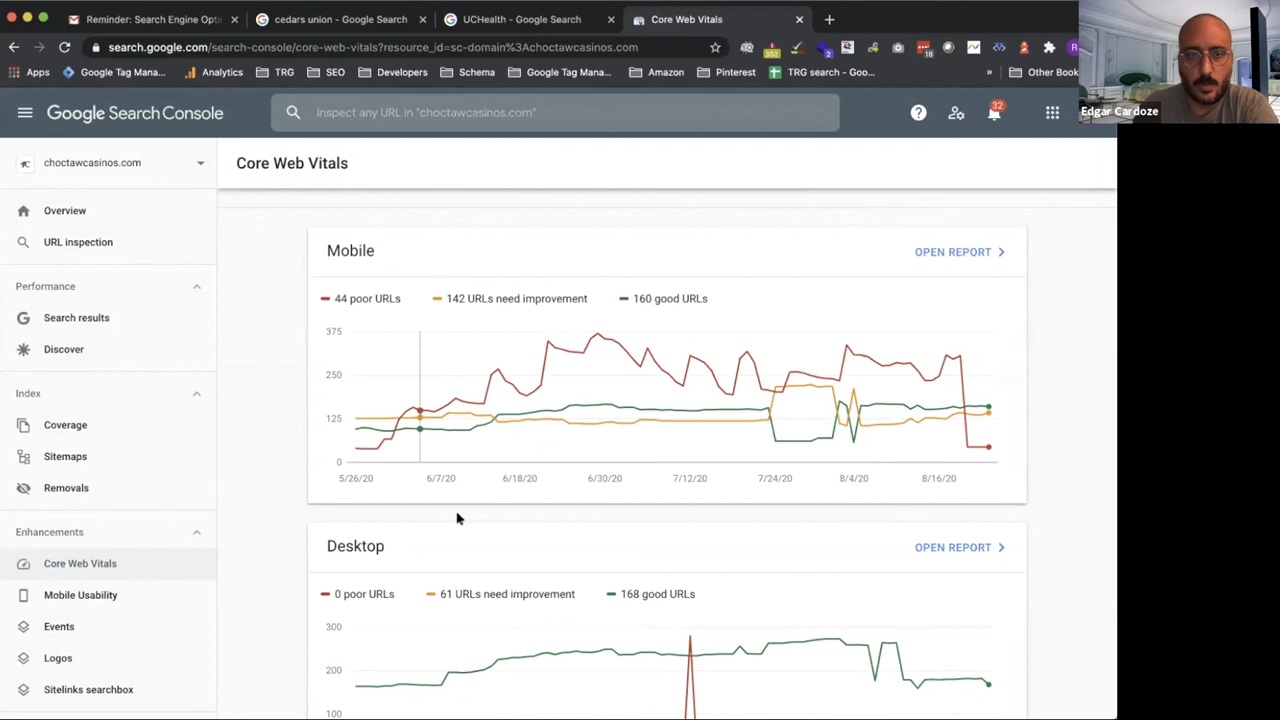 Reminder: Search Engine Opti
cedars union - Google Search
UCHealth - Google Search
Core Web Vitals
search.google.com/search-console/core-web-vitals?resource_id=sc-domain%3Achoctawcasinos.com
302
2
18
R
Apps
Google Tag Mana...
Analytics
TRG
SEO
Developers
Schema
Google Tag Mana...
Amazon
Pinterest
TRG search - Goo...
»
Other Book
Edgar Cardoze
Google Search Console
Inspect any URL in "choctawcasinos.com"
32
choctawcasinos.com
Core Web Vitals
Overview
URL inspection
Performance
Search results
Discover
Index
Coverage
Sitemaps
Removals
Enhancements
Core Web Vitals
Mobile Usability
Events
Logos
Sitelinks searchbox
Mobile
OPEN REPORT
44 poor URLs
142 URLs need improvement
160 good URLs
375
250
125
0
5/26/20
6/7/20
6/18/20
6/30/20
7/12/20
7/24/20
8/4/20
8/16/20
Desktop
OPEN REPORT
0 poor URLs
61 URLs need improvement
168 good URLs
300
200
100